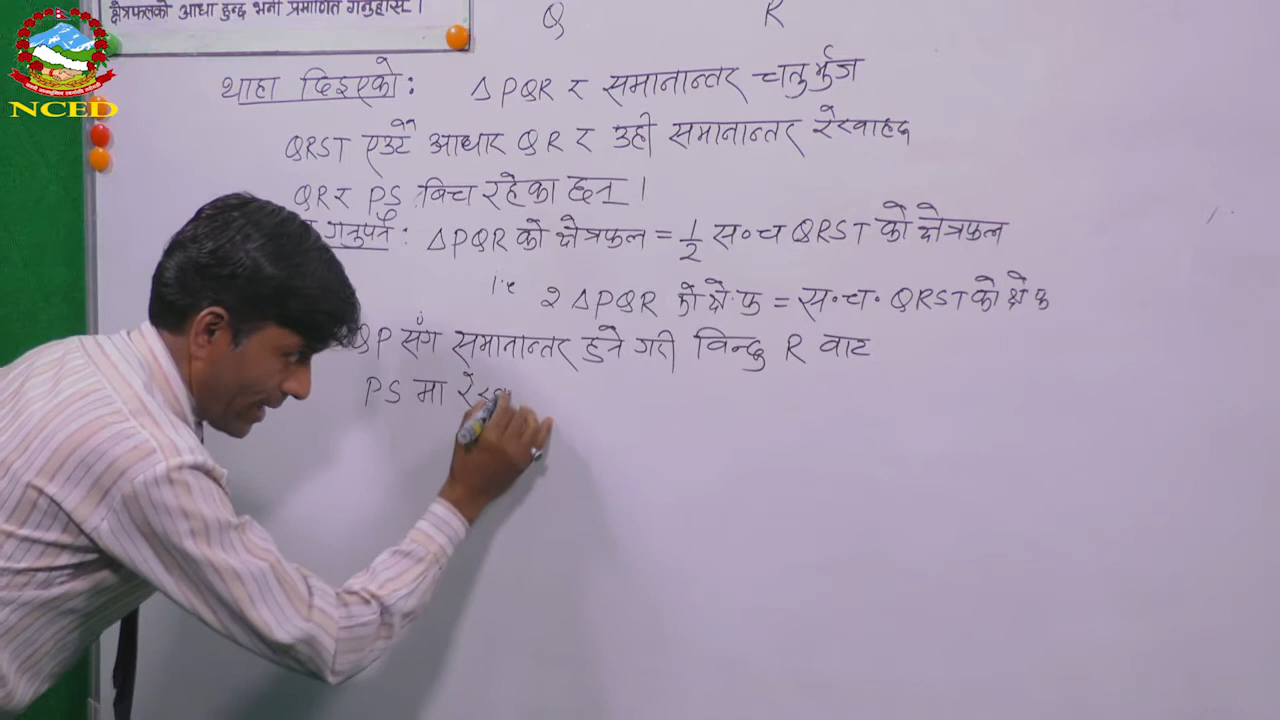 क्षेत्रफलको आधा हुन्छ भनी प्रमाणित गर्नुहोस् ।
NCED
Q R
थाहा दिइएको : △PQR र समानान्तर चतुर्भुज
QRST एउटै आधार QR र उही समानान्तर रेखाहरु
QR र PS बिच रहेका छन् ।
गर्नुपर्ने : △PQR को क्षेत्रफल = 1/2 स॰च QRST को क्षेत्रफल
i.e २ △PQR को क्षे.फ = स.च. QRST को क्षे फ
QP सँग समानान्तर हुने गरी विन्दु R बाट
PS मा